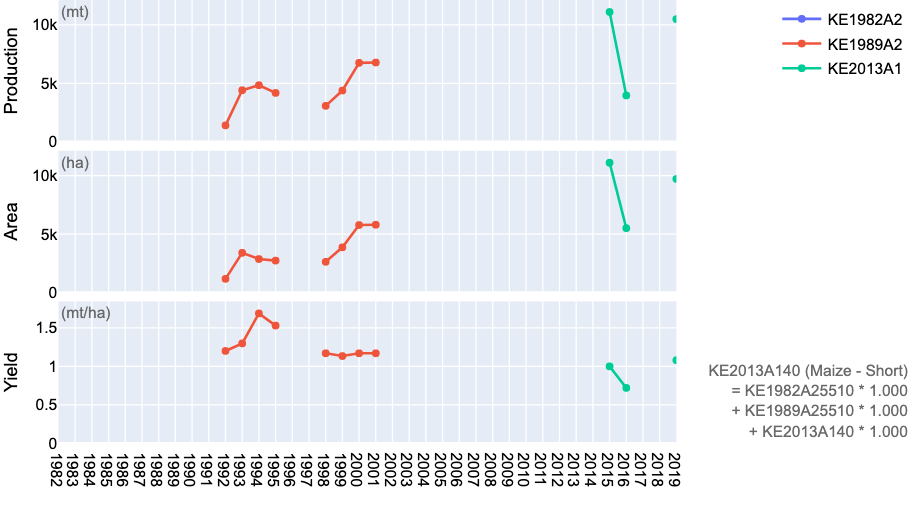 Production
(mt)
10k
5k
0
Area
(ha)
10k
5k
0
Yield
(mt/ha)
1.5
1
0.5
0
1982
1983
1984
1985
1986
1987
1988
1989
1990
1991
1992
1993
1994
1995
1996
1997
1998
1999
2000
2001
2002
2003
2004
2005
2006
2007
2008
2009
2010
2011
2012
2013
2014
2015
2016
2017
2018
2019
KE1982A2
KE1989A2
KE2013A1
KE2013A140 (Maize - Short)
= KE1982A25510 * 1.000
+ KE1989A25510 * 1.000
+ KE2013A140 * 1.000